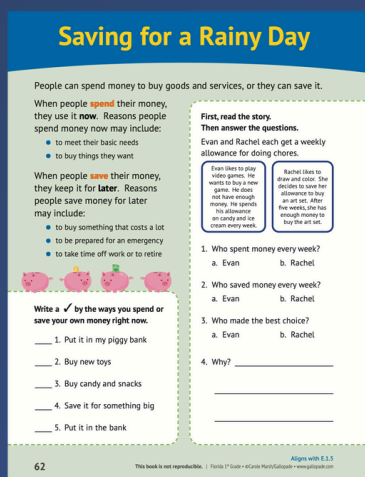 Saving for a Rainy Day
People can spend money to buy goods and services, or they can save it.
When people spend their money,
they use it now. Reasons people
spend money now may include:
to meet their basic needs
to buy things they want
When people save their money,
they keep it for later. Reasons
people save money for later
may include:
to buy something that costs a lot
to be prepared for an emergency
to take time off work or to retire
Write a ✓ by the ways you spend or
save your own money right now.
____ 1. Put it in my piggy bank
____ 2. Buy new toys
____ 3. Buy candy and snacks
____ 4. Save it for something big
____ 5. Put it in the bank
First, read the story.
Then answer the questions.
Evan and Rachel each get a weekly
allowance for doing chores.
Evan likes to play
video games. He
wants to buy a new
game. He does
not have enough
money. He spends
his allowance
on candy and ice
cream every week.
Rachel likes to
draw and color. She
decides to save her
allowance to buy
an art set. After
five weeks, she has
enough money to
buy the art set.
1. Who spent money every week?
a. Evan b. Rachel
2. Who saved money every week?
a. Evan b. Rachel
3. Who made the best choice?
a. Evan b. Rachel
4. Why?
Aligns with E.1.5
62
This book is not reproducible. | Florida 1st Grade • ©Carole Marsh/Gallopade • www.gallopade.com